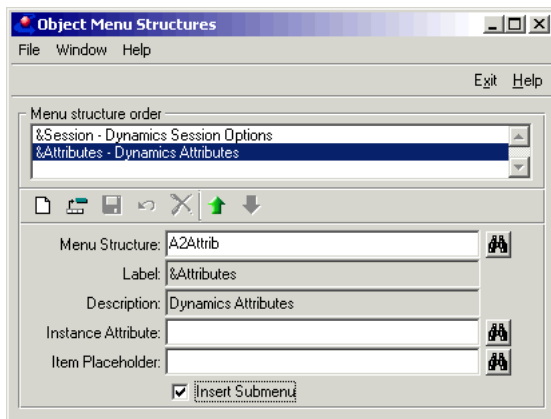 Object Menu Structures
File Window Help
Exit Help
Menu structure order
&Session - Dynamics Session Options
&Attributes - Dynamics Attributes
Menu Structure: A2Attrib
Label: &Attributes
Description: Dynamics Attributes
Instance Attribute:
Item Placeholder:
Insert Submenu